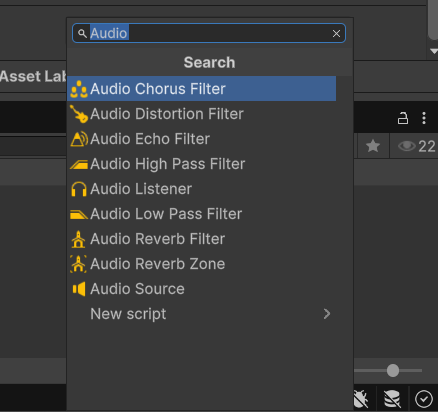 Audio
Search
Asset Lab
Audio Chorus Filter
Audio Distortion Filter
Audio Echo Filter
22
Audio High Pass Filter
Audio Listener
Audio Low Pass Filter
Audio Reverb Filter
Audio Reverb Zone
Audio Source
New script